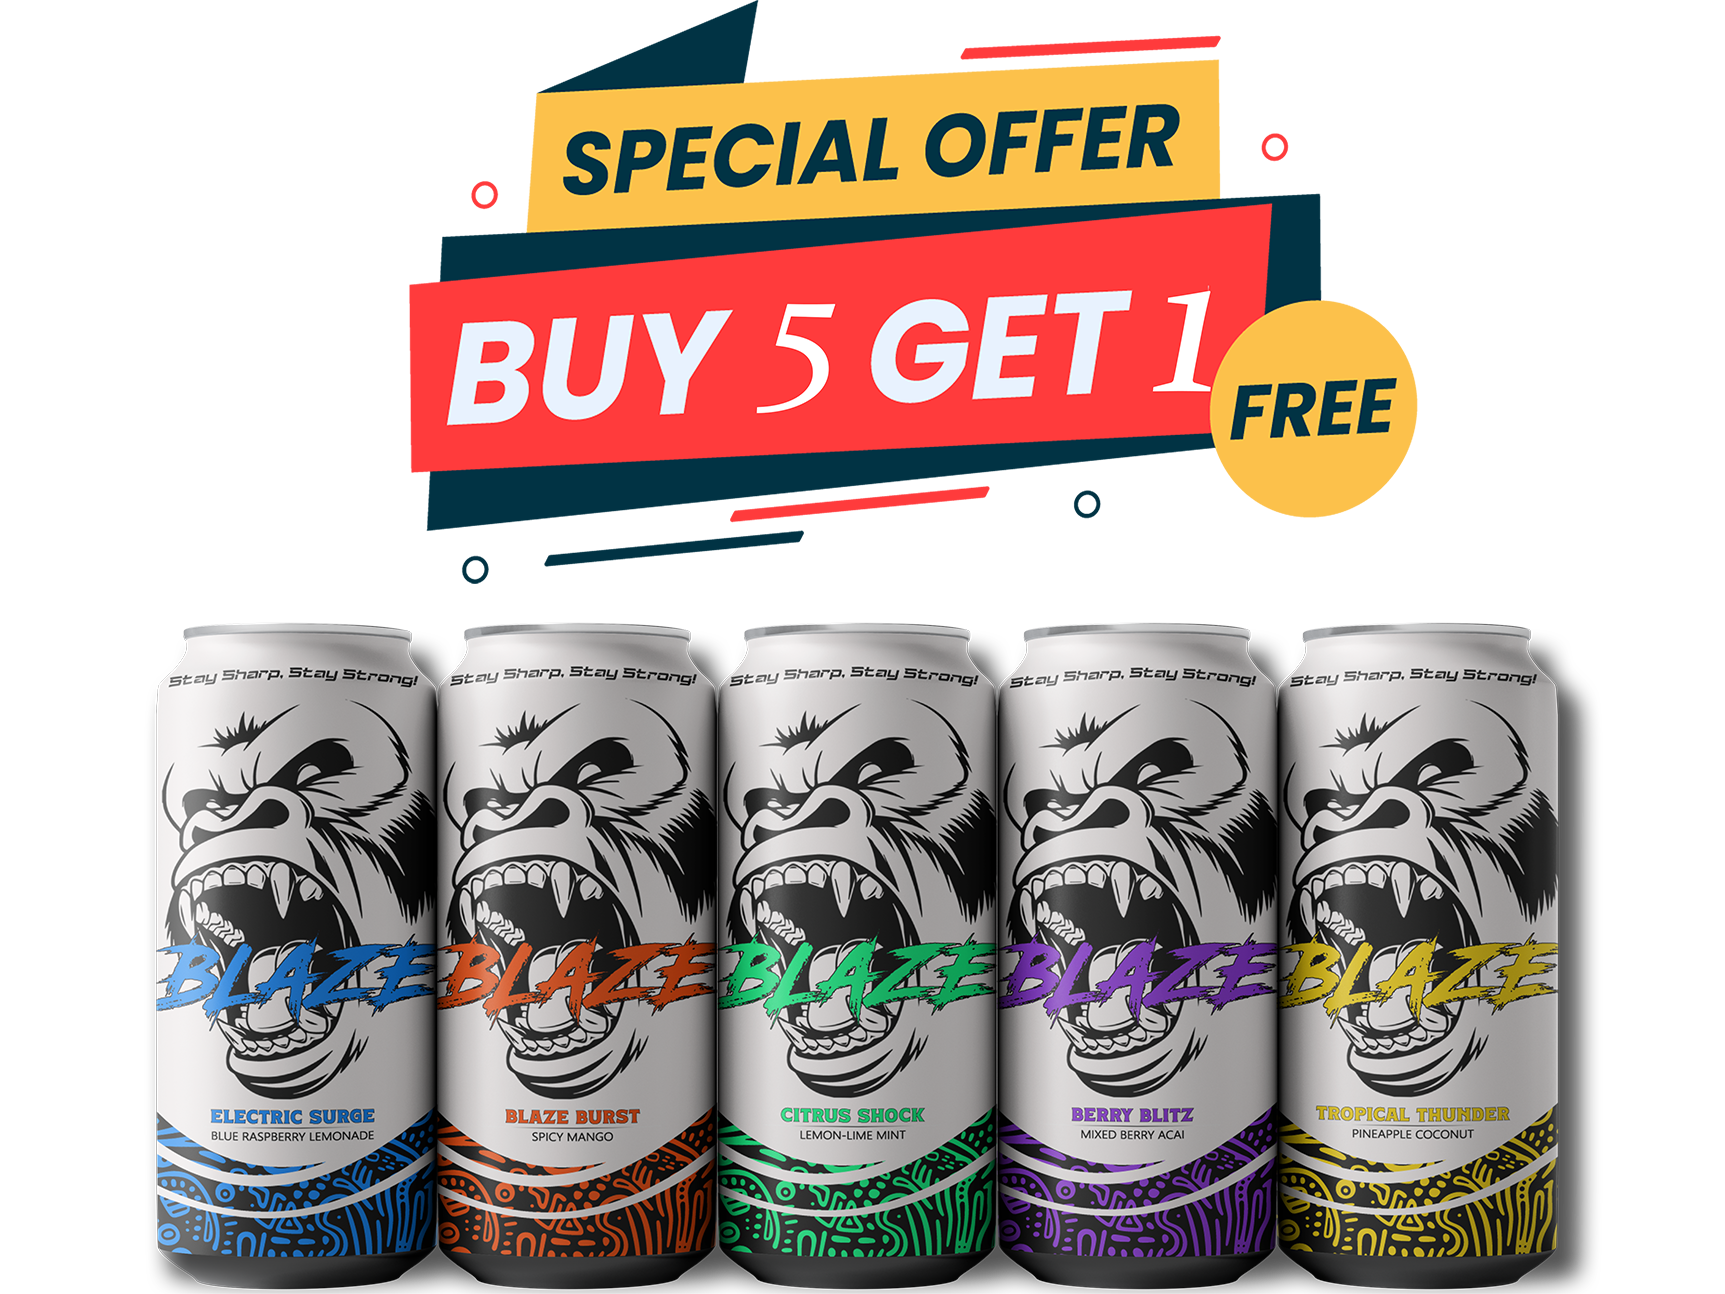 SPECIAL OFFER
BUY 5 GET 1
FREE
Stay Sharp, Stay Strong!
BLAZE
ELECTRIC SURGE
BLUE RASPBERRY LEMONADE
Stay Sharp, Stay Strong!
BLAZE
BLAZE BURST
SPICY MANGO
Stay Sharp, Stay Strong!
BLAZE
CITRUS SHOCK
LEMON-LIME MINT
Stay Sharp, Stay Strong!
BLAZE
BERRY BLITZ
MIXED BERRY ACAI
Stay Sharp, Stay Strong!
BLAZE
TROPICAL THUNDER
PINEAPPLE COCONUT